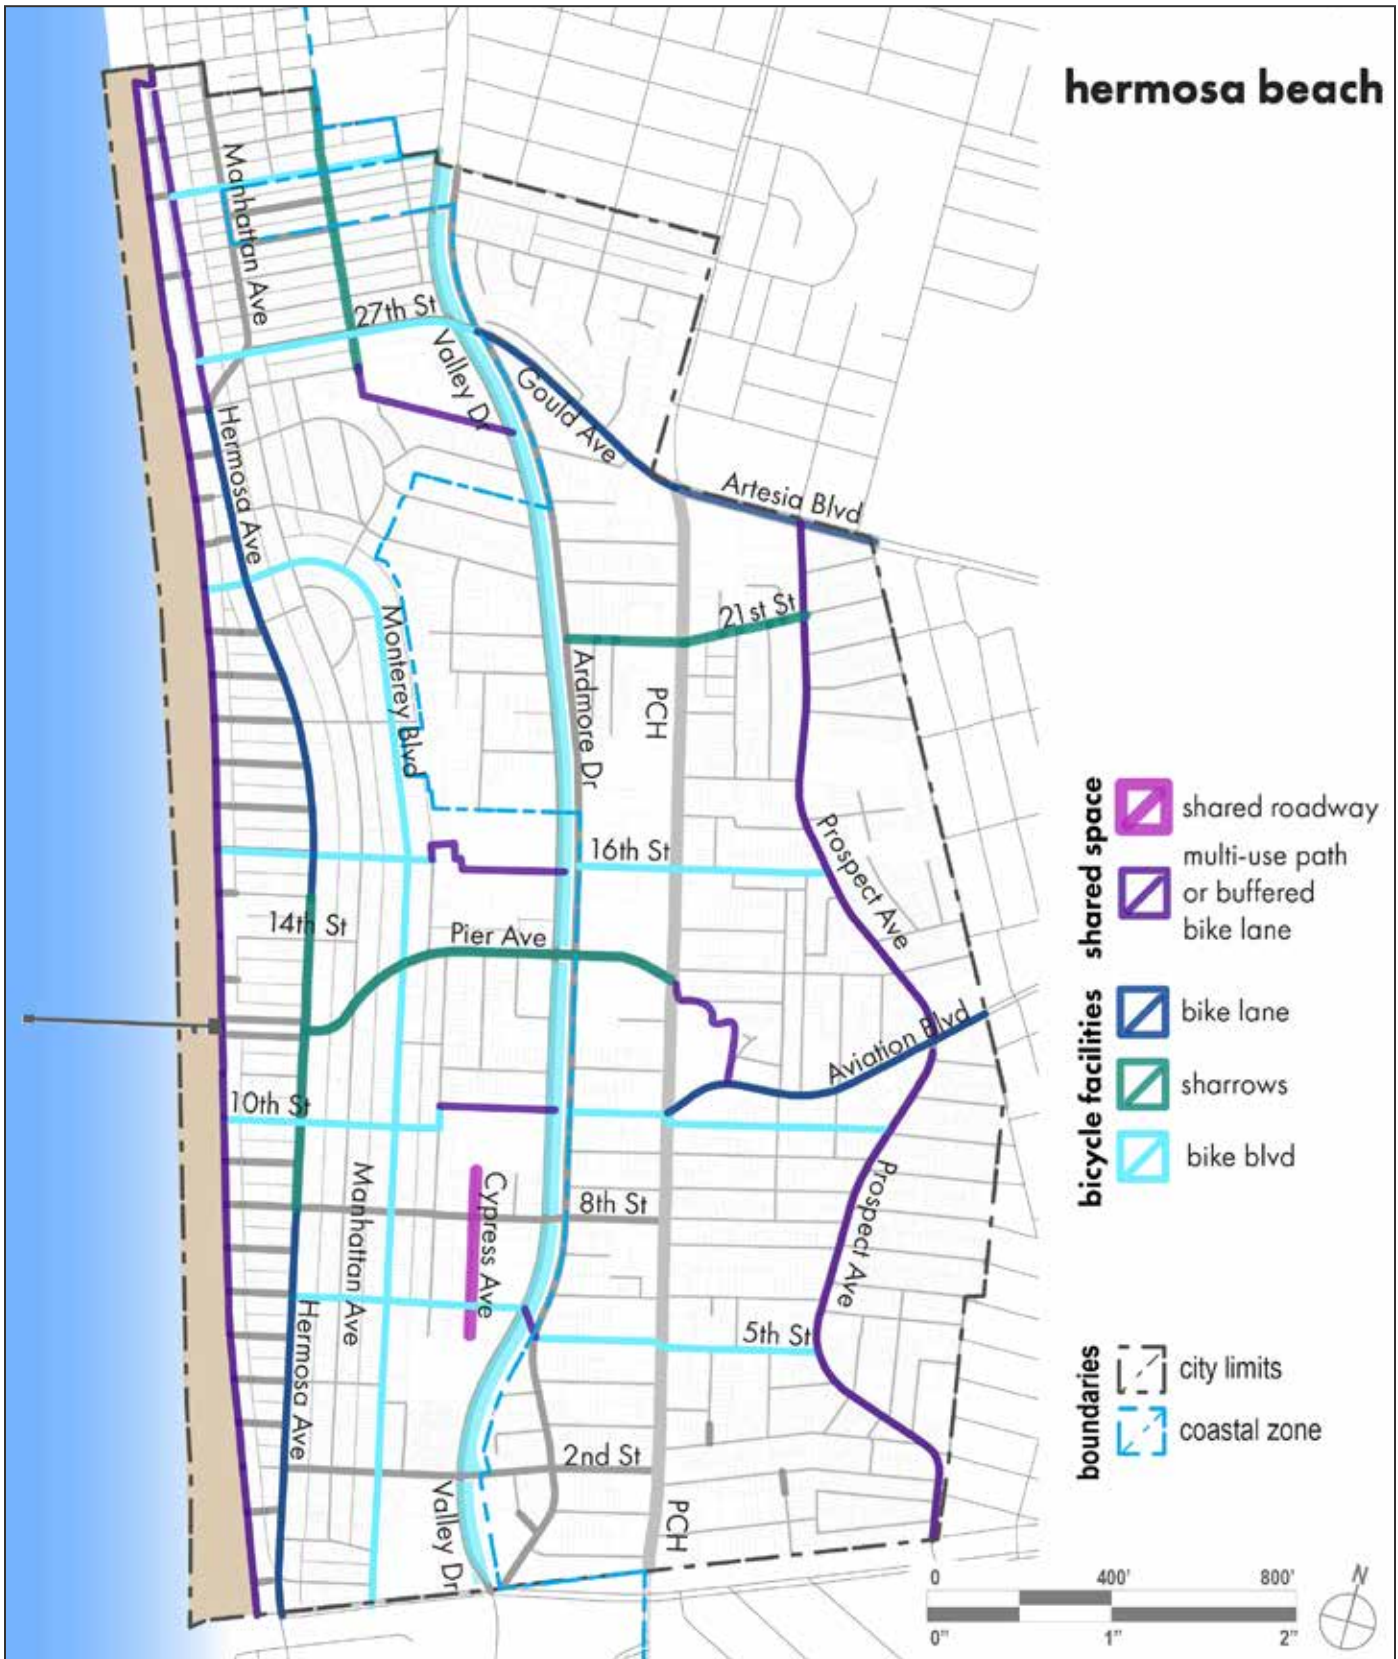 hermosa beach
Manhattan Ave
27th St
Valley Dr
Gould Ave
Hermosa Ave
Artesia Blvd
21st St
Monterey Blvd
Ardmore Dr
PCH
16th St
Prospect Ave
14th St
Pier Ave
Aviation Blvd
10th St
Manhattan Ave
Cypress Ave
8th St
Prospect Ave
Hermosa Ave
5th St
2nd St
Valley Dr
PCH
shared space
shared roadway
multi-use path
or buffered
bike lane
bicycle facilities
bike lane
sharrows
bike blvd
boundaries
city limits
coastal zone
0 400' 800'
0" 1" 2"
N